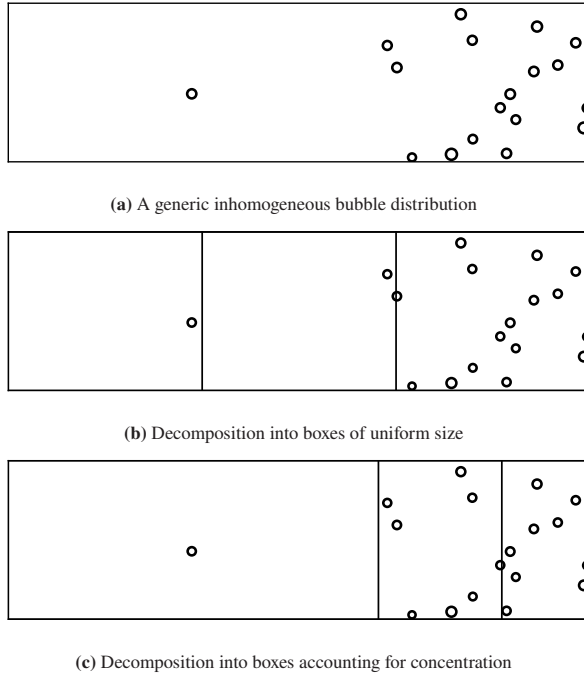 (a) A generic inhomogeneous bubble distribution
(b) Decomposition into boxes of uniform size
(c) Decomposition into boxes accounting for concentration